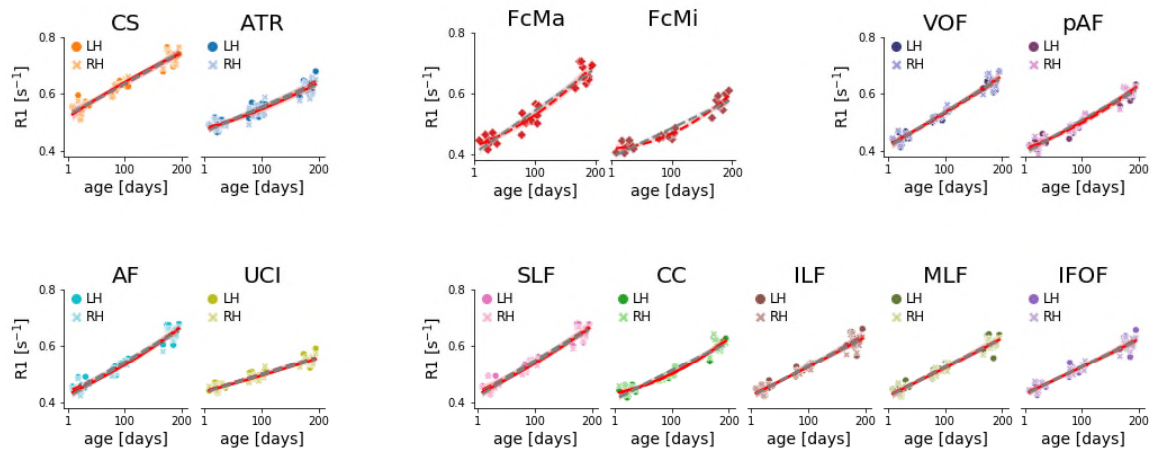 CS
ATR
FcMa
FcMi
VOF
pAF
0.8
LH
RH
LH
RH
0.8
0.8
LH
RH
LH
RH
R1 [s⁻¹]
0.6
0.4
R1 [s⁻¹]
0.6
0.4
R1 [s⁻¹]
0.6
0.4
1 100 200
1 100 200
1 100 200
1 100 200
1 100 200
1 100 200
age [days]
age [days]
age [days]
age [days]
age [days]
age [days]
AF
UCI
SLF
CC
ILF
MLF
IFOF
0.8
LH
RH
LH
RH
0.8
LH
RH
LH
RH
LH
RH
LH
RH
LH
RH
R1 [s⁻¹]
0.6
0.4
R1 [s⁻¹]
0.6
0.4
1 100 200
1 100 200
1 100 200
1 100 200
1 100 200
1 100 200
1 100 200
age [days]
age [days]
age [days]
age [days]
age [days]
age [days]
age [days]